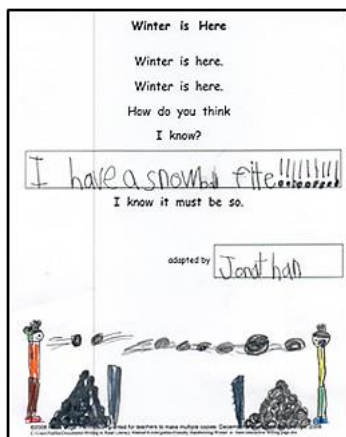 Winter is Here
Winter is here.
Winter is here.
How do you think
I know?
I have a snowball fite!!!!!!!!!
I know it must be so.
adapted by Jonathan